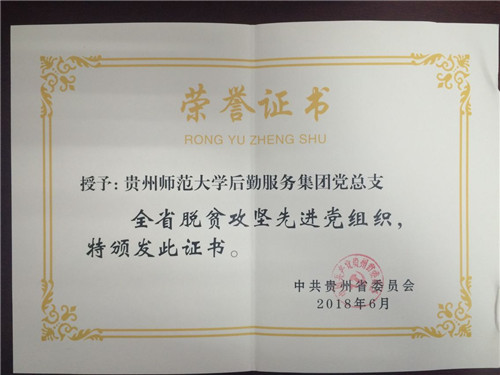 荣誉证书
RONG YU ZHENG SHU
授予：贵州师范大学后勤服务集团党总支
全省脱贫攻坚先进党组织，
特颁发此证书。
中共贵州省委员会
2018年6月